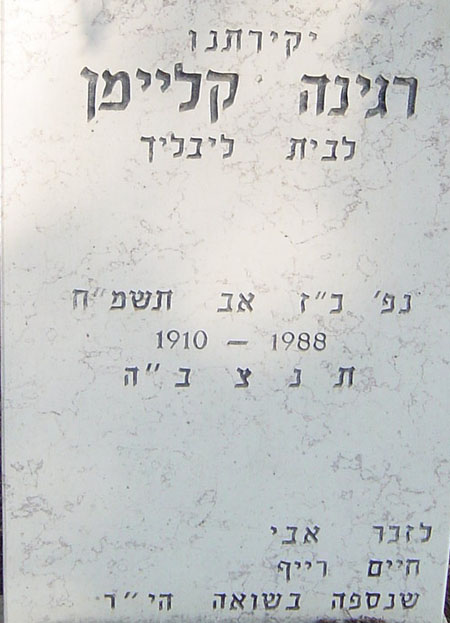 יקירתנו
רגינה קליימן
לבית ליבליך
נפ' כ"ז אב תשמ"ח
1910 – 1988
ת נ צ ב "ה
לזכר אבי
חיים רייף
שנספה בשואה הי"ד